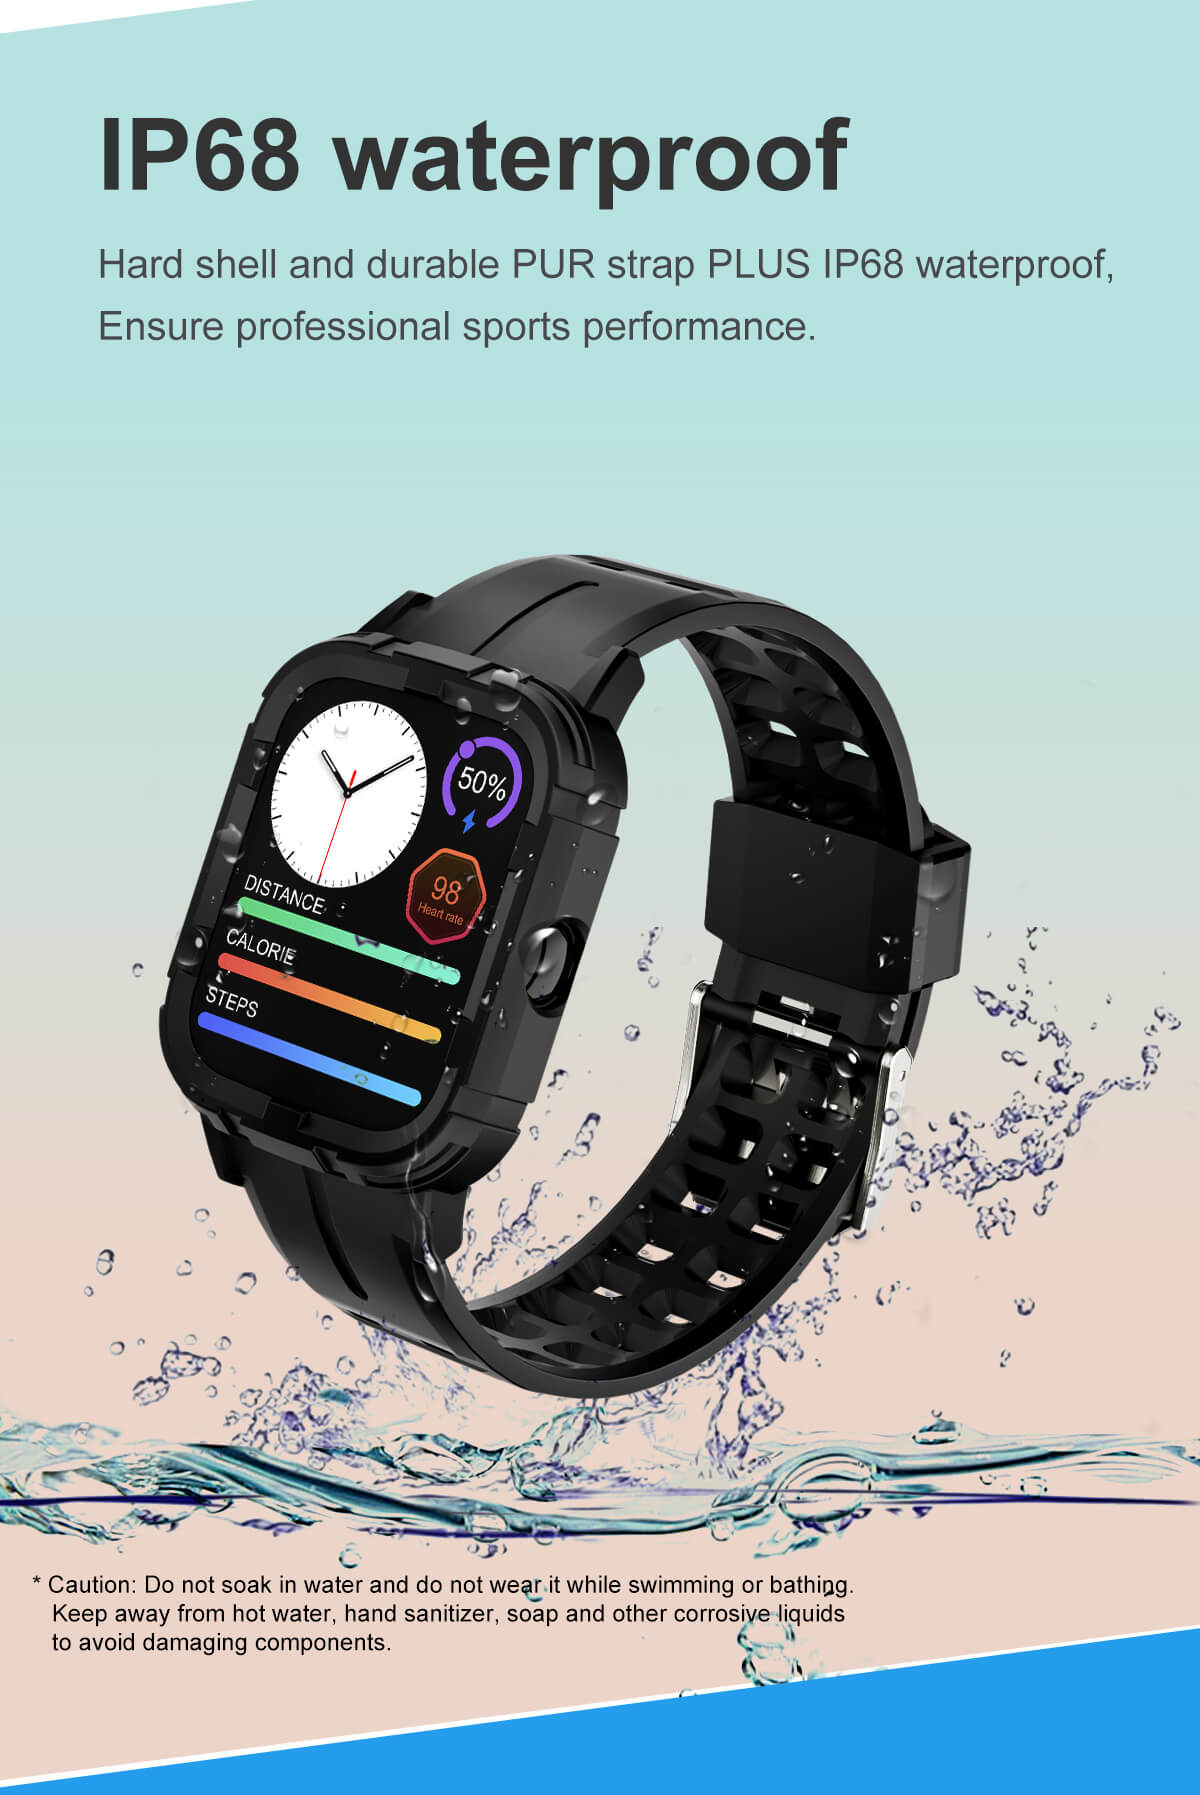 IP68 waterproof
Hard shell and durable PUR strap PLUS IP68 waterproof,
Ensure professional sports performance.
50%
98
Heart rate
DISTANCE
CALORIE
STEPS
* Caution: Do not soak in water and do not wear it while swimming or bathing.
Keep away from hot water, hand sanitizer, soap and other corrosive liquids
to avoid damaging components.